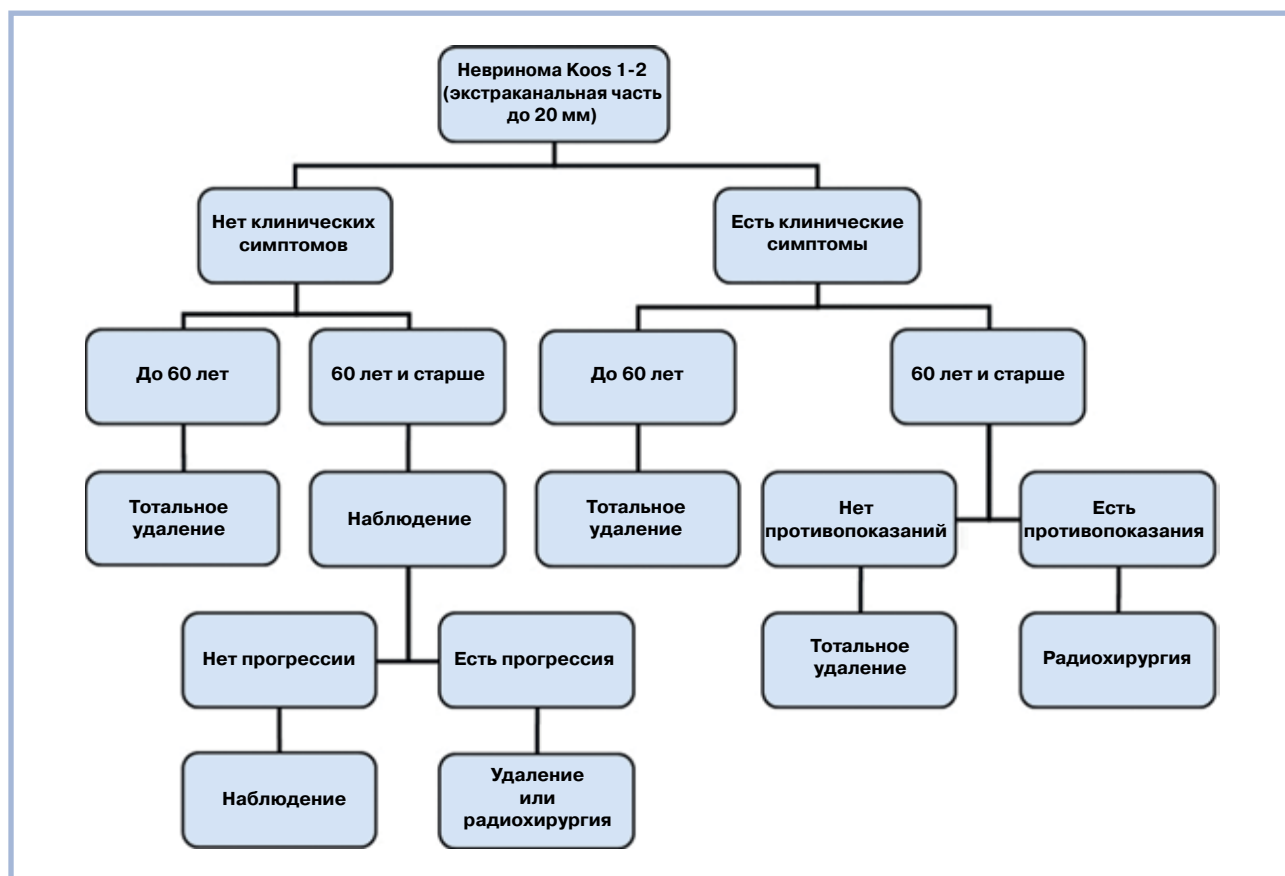 Невринома Koos 1-2
(экстраканальная часть
до 20 мм)
Нет клинических
симптомов
Есть клинические
симптомы
До 60 лет
60 лет и старше
До 60 лет
60 лет и старше
Тотальное
удаление
Наблюдение
Тотальное
удаление
Нет
противопоказаний
Есть
противопоказания
Нет прогрессии
Есть прогрессия
Тотальное
удаление
Радиохирургия
Наблюдение
Удаление
или
радиохирургия